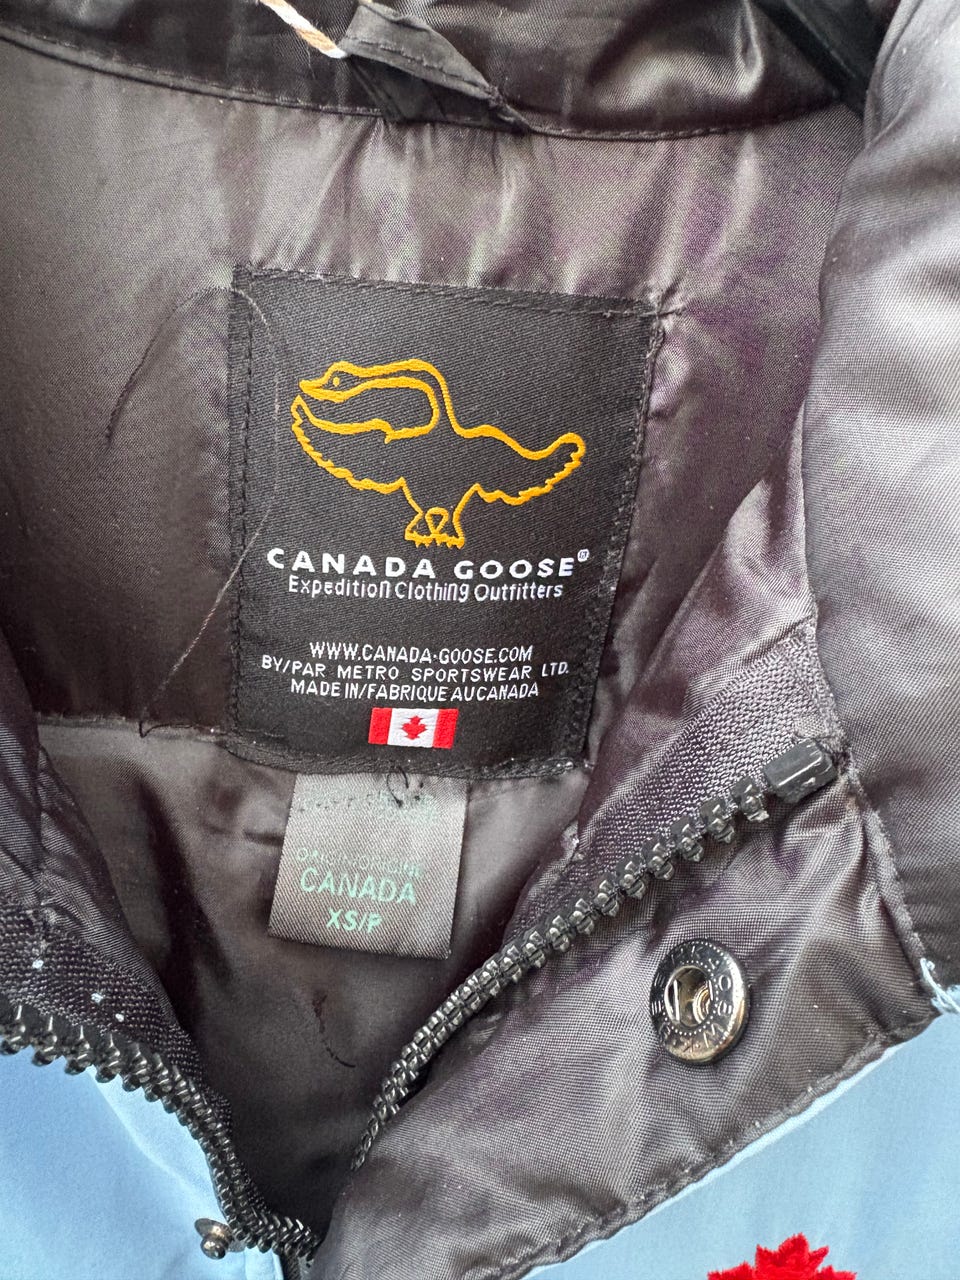 CANADA GOOSE®
Expedition Clothing Outfitters
WWW.CANADA-GOOSE.COM
BY/PAR METRO SPORTSWEAR LTD.
MADE IN/FABRIQUE AU CANADA
CANADA
XS/P